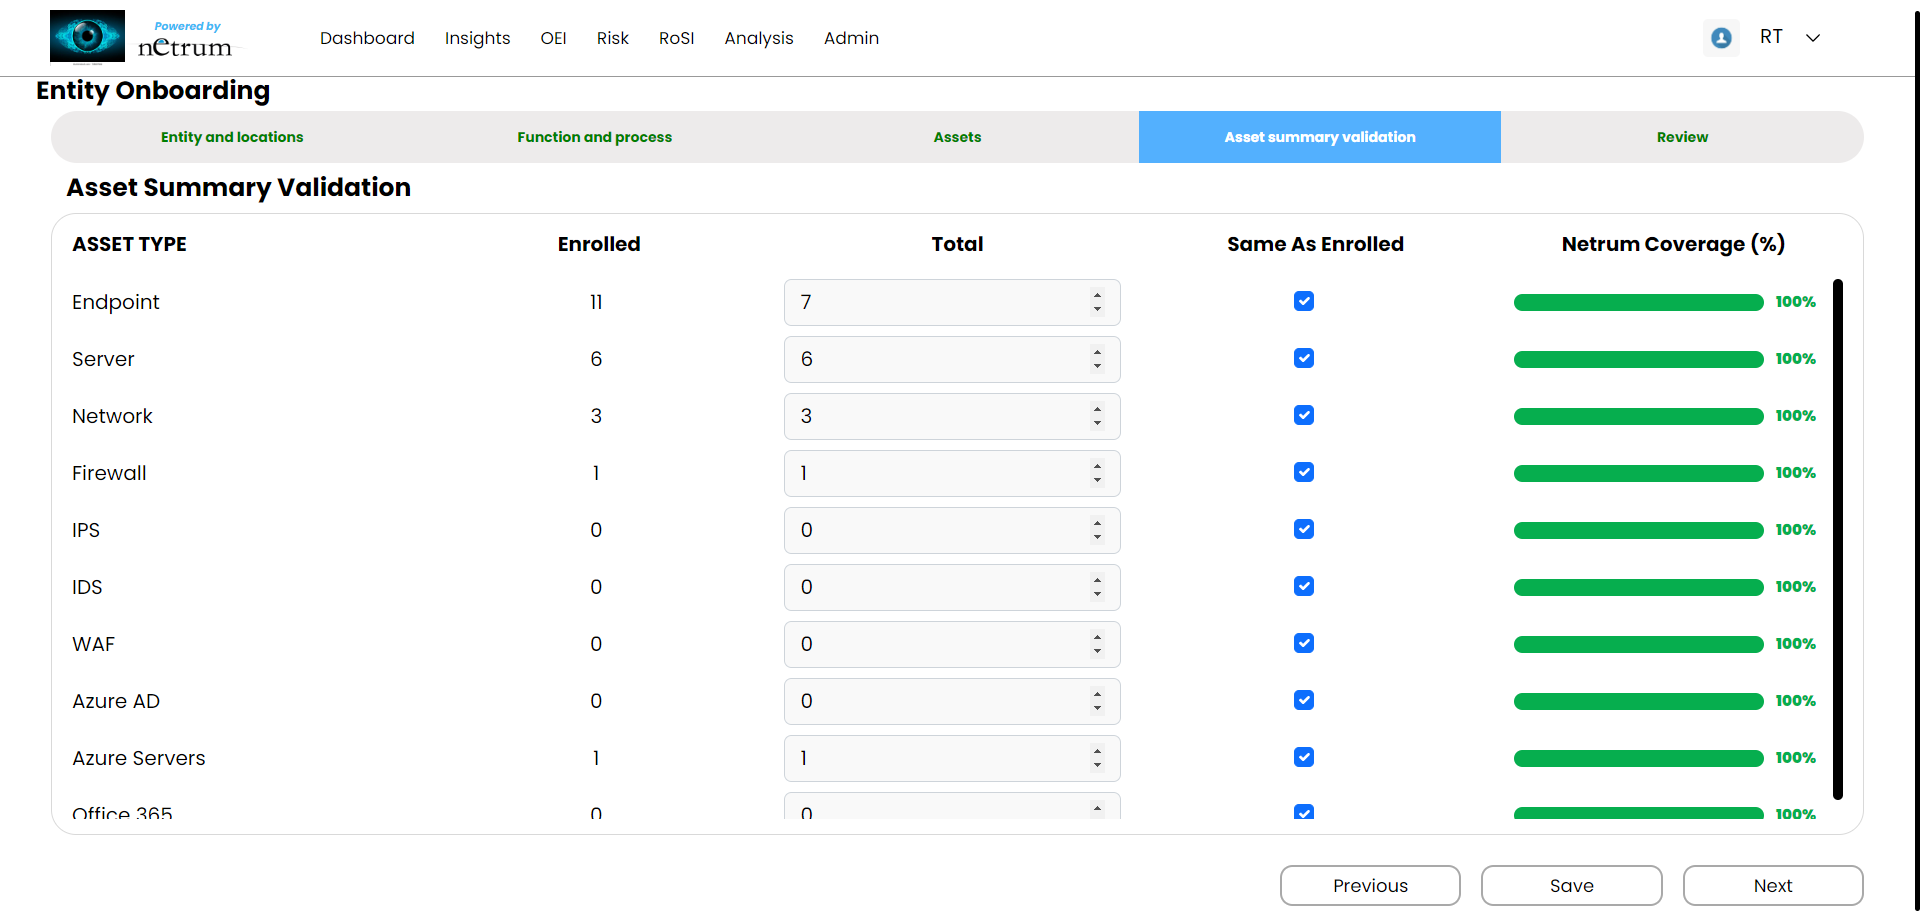 Powered by
netrum
Dashboard Insights OEI Risk RoSI Analysis Admin
RT
Entity Onboarding
Entity and locations Function and process Assets Asset summary validation Review
Asset Summary Validation
ASSET TYPE Enrolled Total Same As Enrolled Netrum Coverage (%)
Endpoint 11 7 100%
Server 6 6 100%
Network 3 3 100%
Firewall 1 1 100%
IPS 0 0 100%
IDS 0 0 100%
WAF 0 0 100%
Azure AD 0 0 100%
Azure Servers 1 1 100%
Office 365 0 0 100%
Previous Save Next